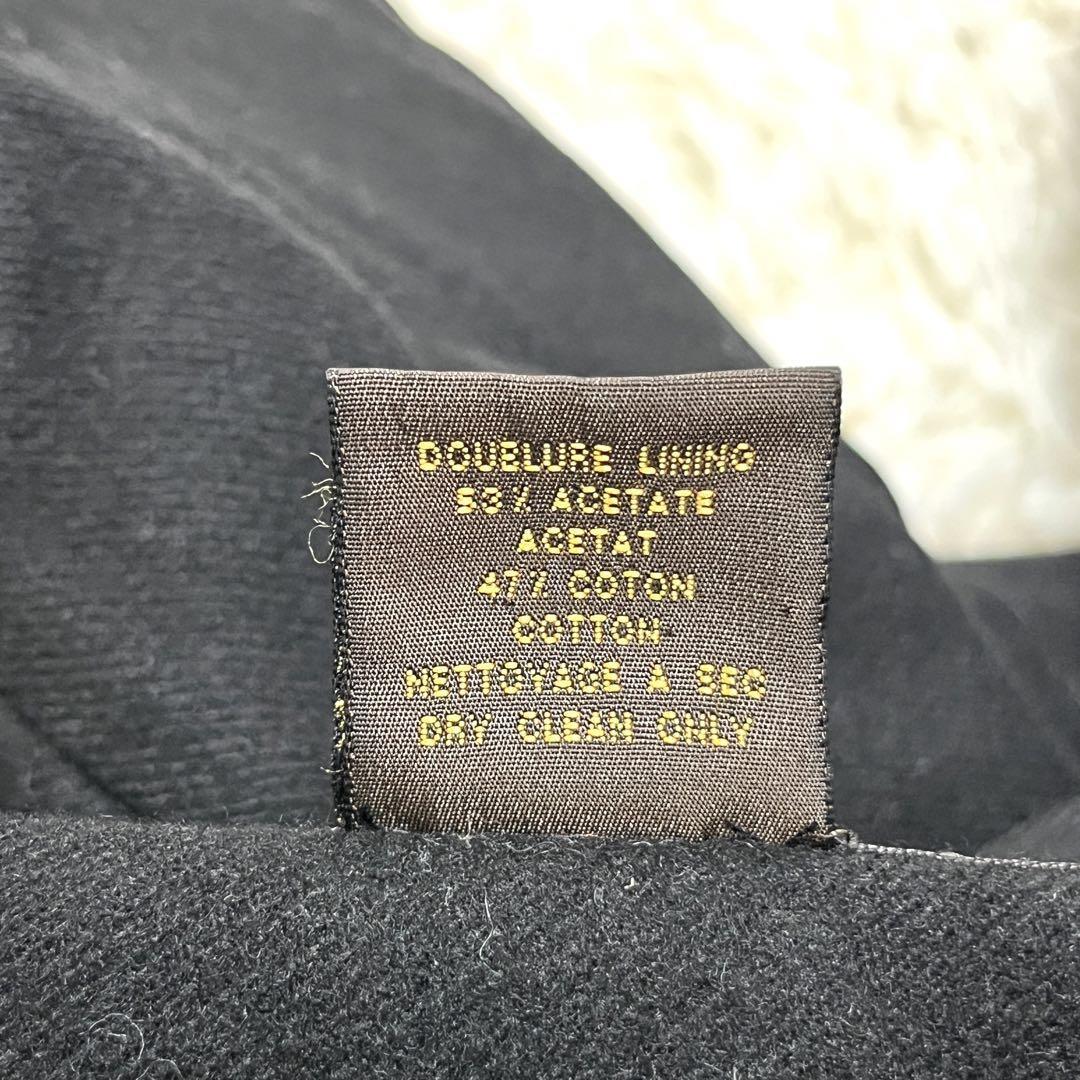 DOUBLURE LINING
53% ACETATE
ACETAT
47% COTON
COTTON
NETTOYAGE A SEC
DRY CLEAN ONLY